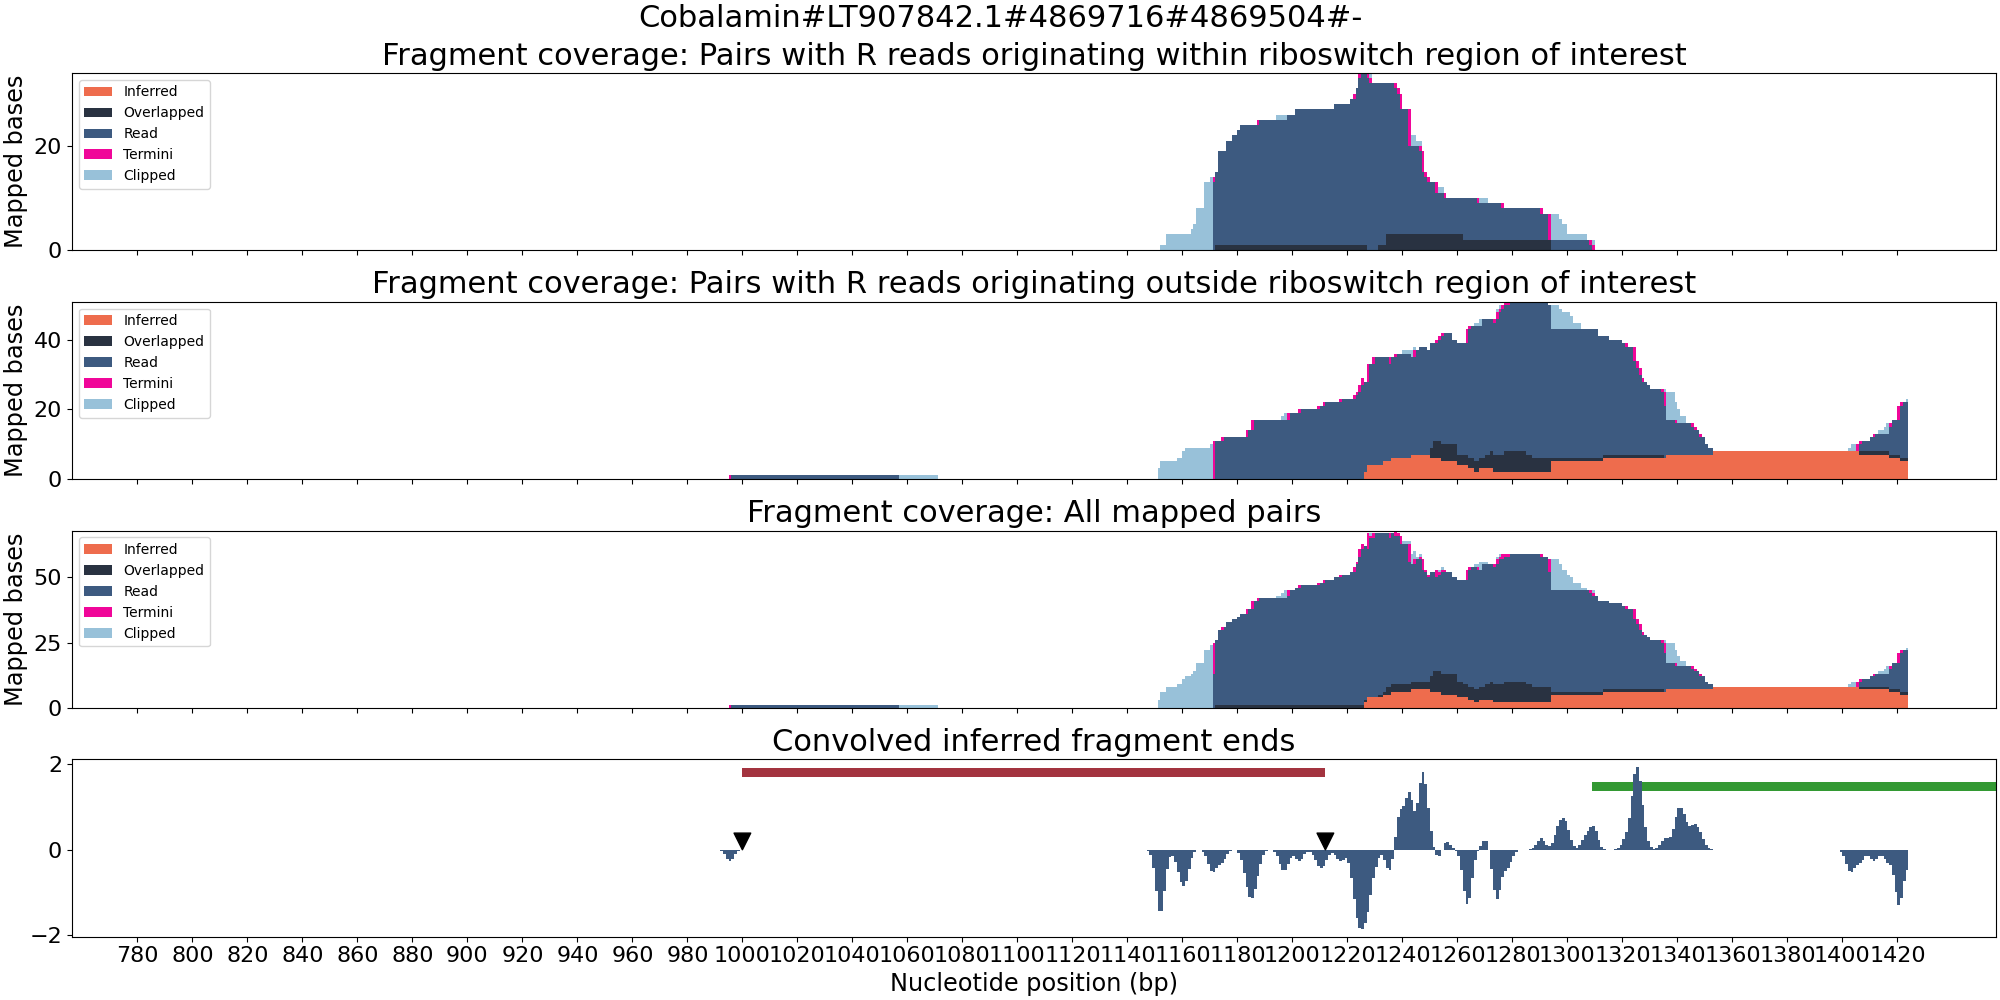 Cobalamin#LT907842.1#4869716#4869504#-
Fragment coverage: Pairs with R reads originating within riboswitch region of interest
Mapped bases
20
0
Inferred
Overlapped
Read
Termini
Clipped
Fragment coverage: Pairs with R reads originating outside riboswitch region of interest
Mapped bases
40
20
0
Inferred
Overlapped
Read
Termini
Clipped
Fragment coverage: All mapped pairs
Mapped bases
50
25
0
Inferred
Overlapped
Read
Termini
Clipped
Convolved inferred fragment ends
2
0
−2
780 800 820 840 860 880 900 920 940 960 980 1000 1020 1040 1060 1080 1100 1120 1140 1160 1180 1200 1220 1240 1260 1280 1300 1320 1340 1360 1380 1400 1420
Nucleotide position (bp)